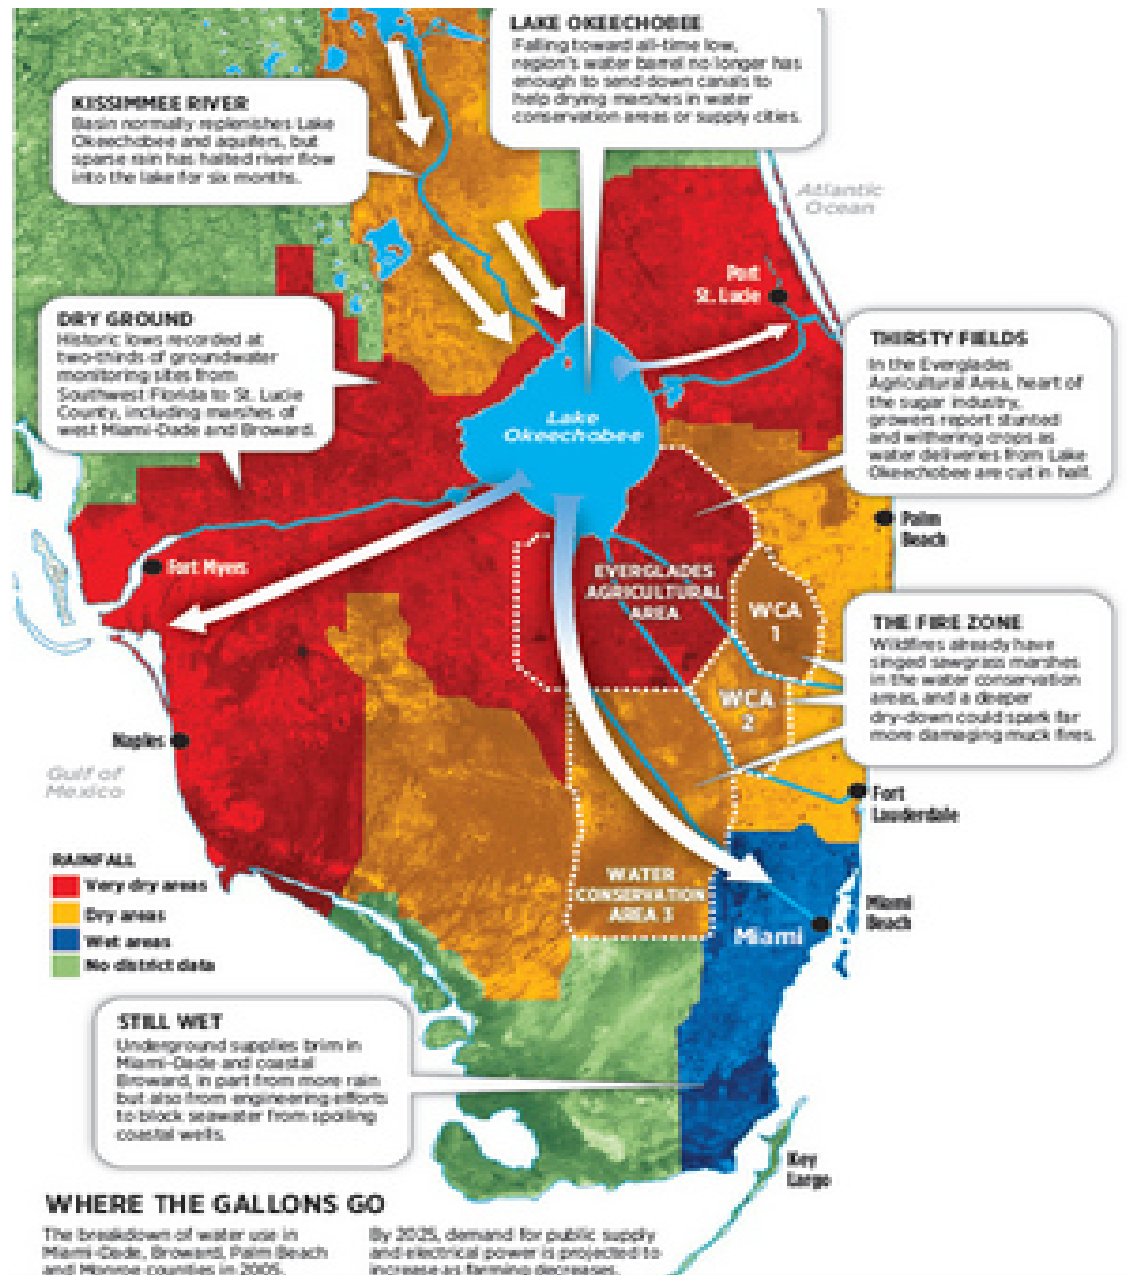 LAKE OKEECHOBEE
Falling toward all-time low,
region's water barrel no longer has
enough to send down canals to
help drying marshes in water
conservation areas or supply cities.
KISSIMMEE RIVER
Basin normally replenishes Lake
Okeechobee and aquifers, but
sparse rain has halted river flow
into the lake for six months.
Atlantic
Ocean
Port
St. Lucie
DRY GROUND
Historic lows recorded at
two-thirds of groundwater
monitoring sites from
Southwest Florida to St. Lucie
County, including marshes of
west Miami-Dade and Broward.
THIRSTY FIELDS
In the Everglades
Agricultural Area, heart of
the sugar industry,
growers report stunted
and withering crops as
water deliveries from Lake
Okeechobee are cut in half.
Lake
Okeechobee
Palm
Beach
Fort Myers
EVERGLADES
AGRICULTURAL
AREA
WCA
1
THE FIRE ZONE
Wildfires already have
singed sawgrass marshes
in the water conservation
areas, and a deeper
dry-down could spark far
more damaging muck fires.
WCA
2
Naples
Gulf of
Mexico
Fort
Lauderdale
RAINFALL
Very dry areas
Dry areas
Wet areas
No district data
WATER
CONSERVATION
AREA 3
Miami
Beach
Miami
STILL WET
Underground supplies brim in
Miami-Dade and coastal
Broward, in part from more rain
but also from engineering efforts
to block seawater from spoiling
coastal wells.
Key
Largo
WHERE THE GALLONS GO
The breakdown of water use in
Miami-Dade, Broward, Palm Beach
and Monroe counties in 2005.
By 2025, demand for public supply
and electrical power is projected to
increase as farming decreases.